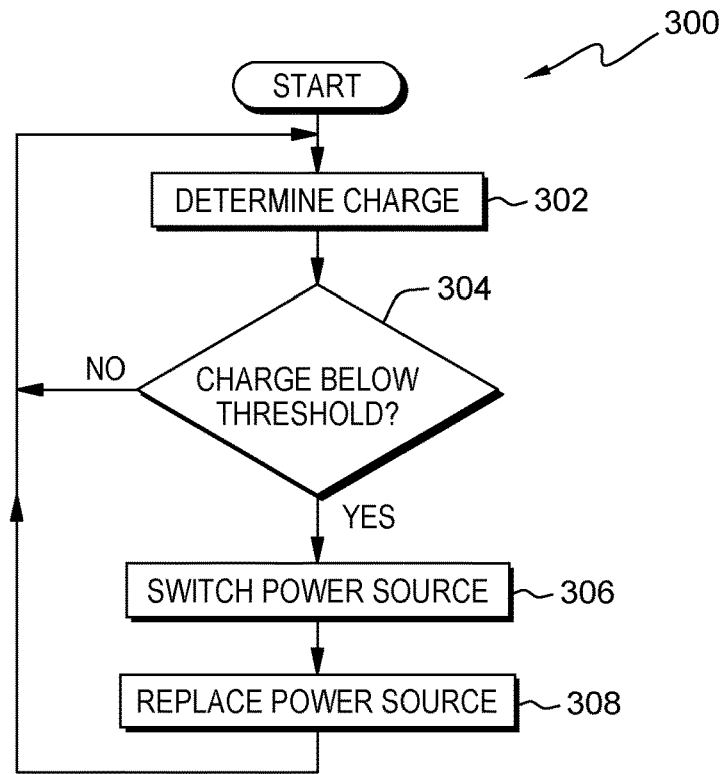 300
START
DETERMINE CHARGE
302
304
NO
CHARGE BELOW
THRESHOLD?
YES
SWITCH POWER SOURCE
306
REPLACE POWER SOURCE
308